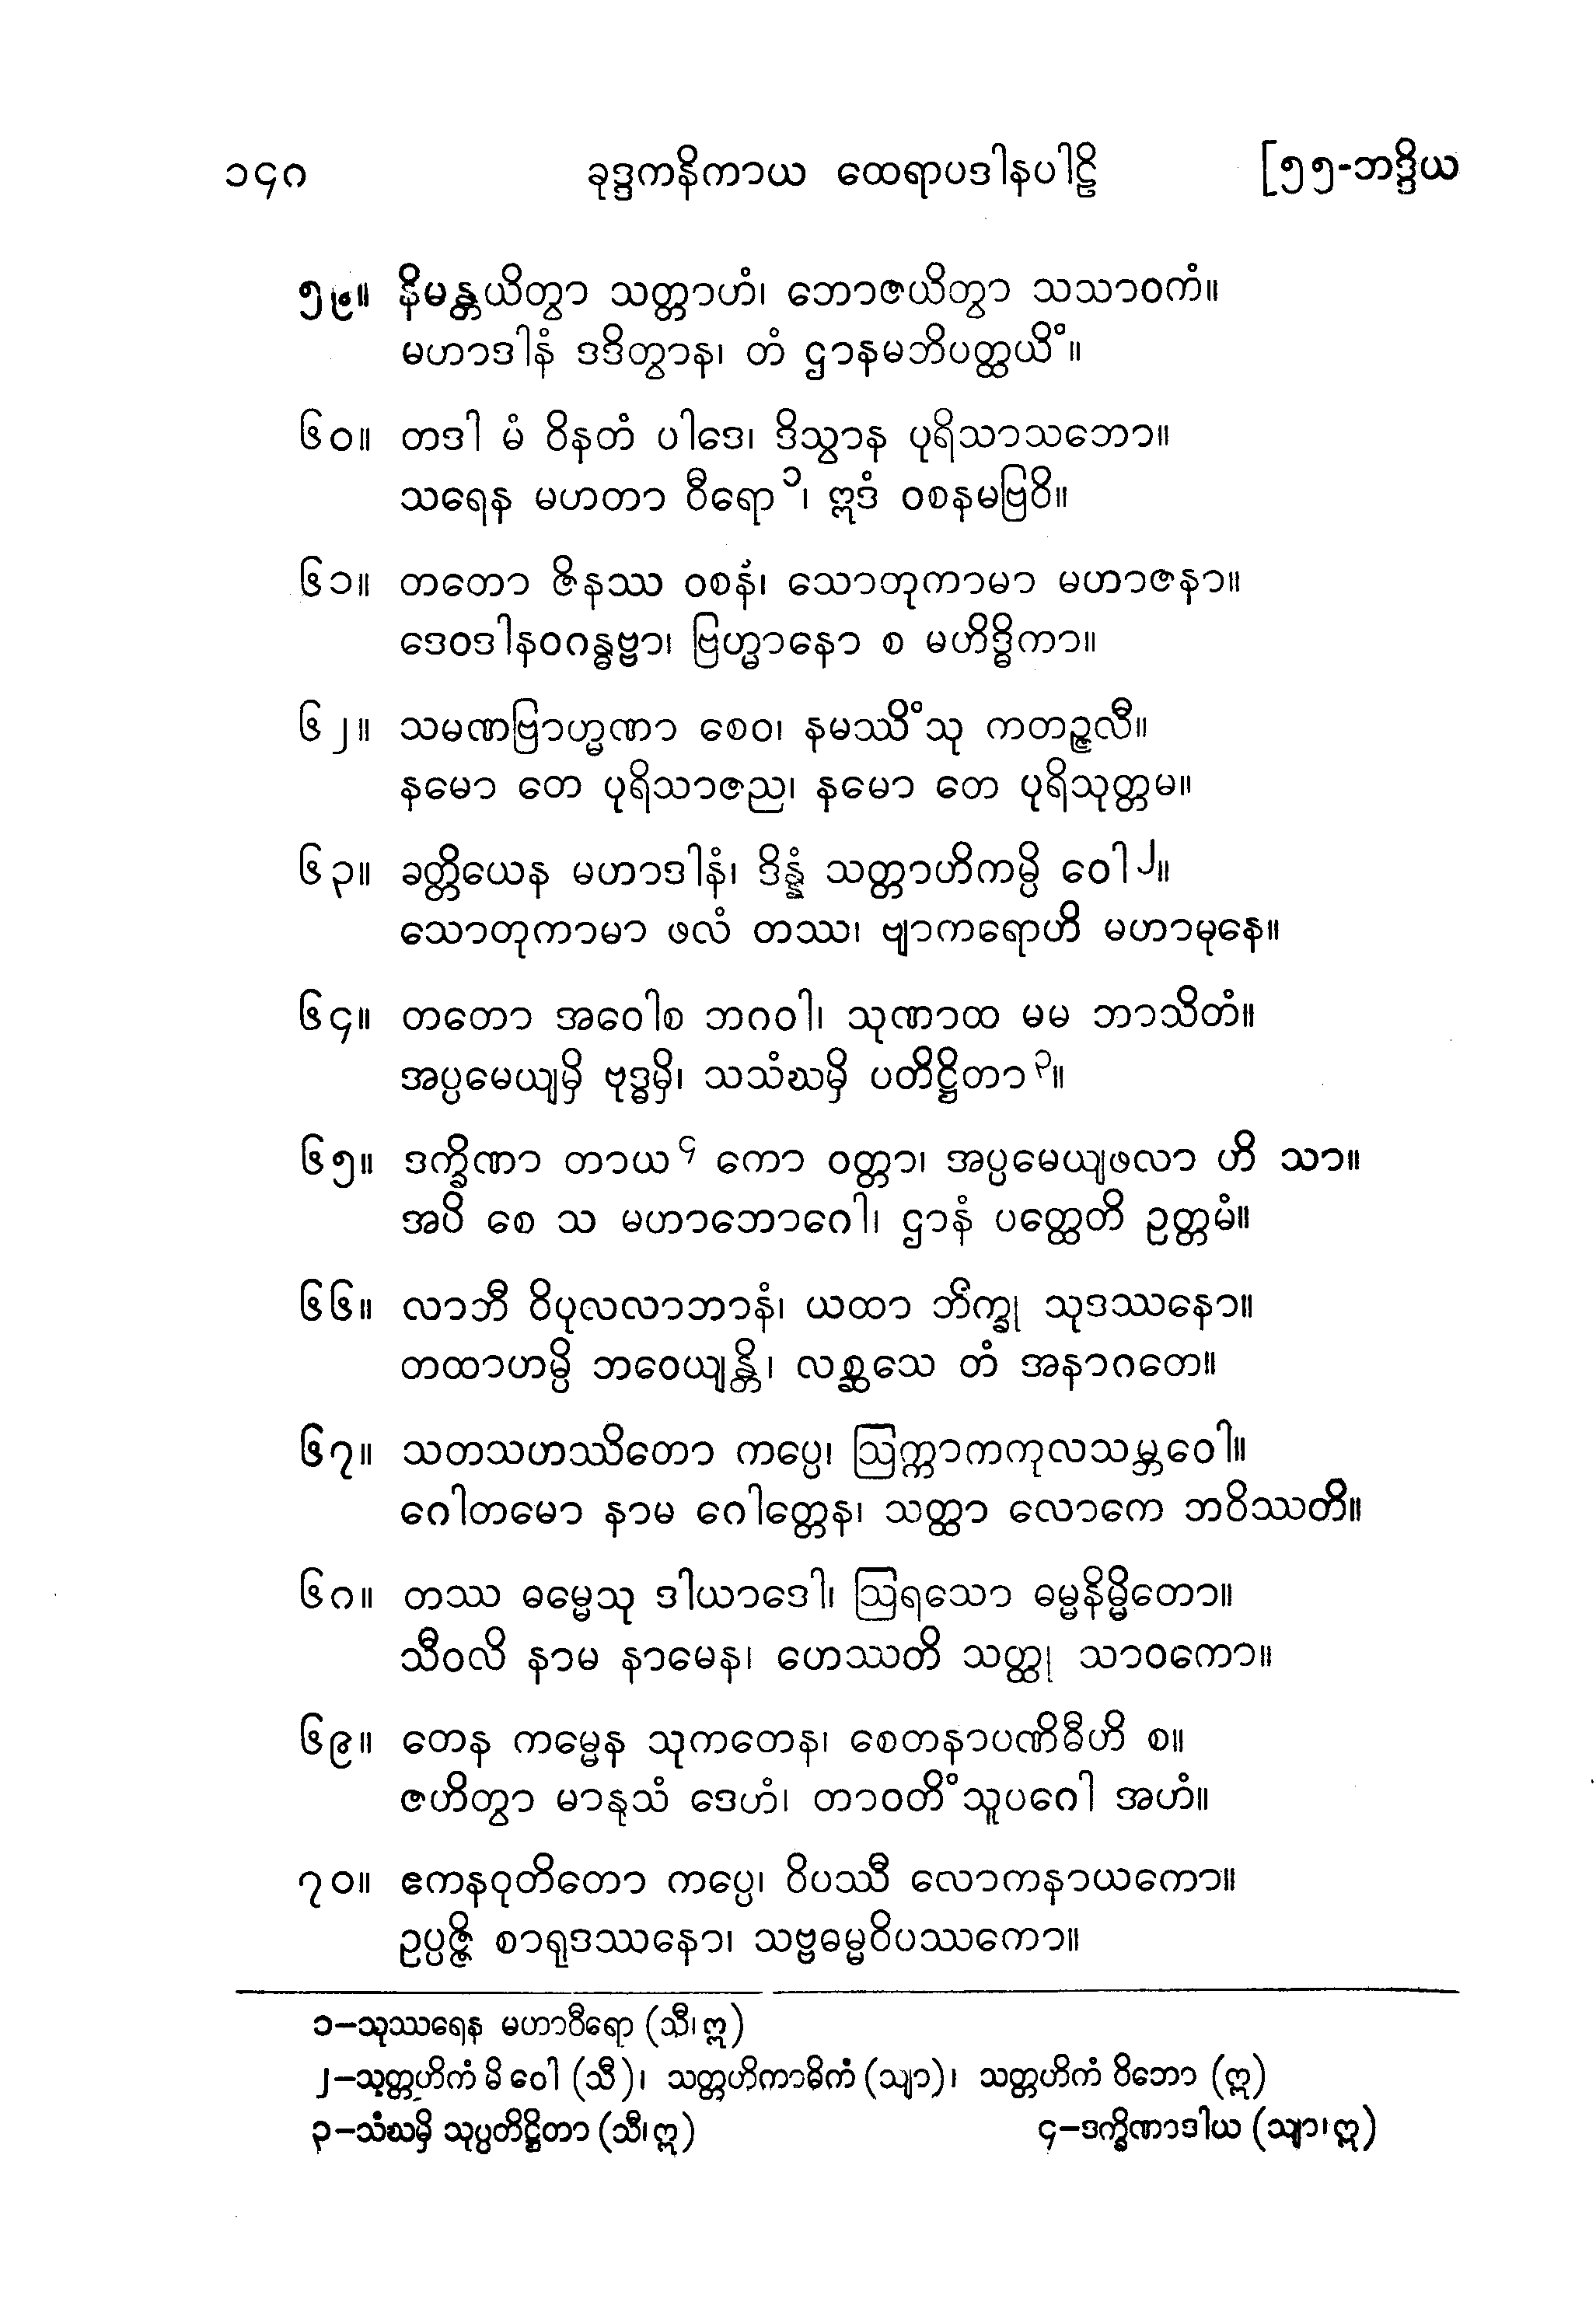 ၁၄၈ ခုဒ္ဒကနိကာယ ထေရာပဒါနပါဠိ [၅၅-ဘဒ္ဒိယ
၅၉။ နိမန္တယိတွာ သတ္တာဟံ၊ ဘောဇယိတွာ သသာဝကံ။
မဟာဒါနံ ဒဒိတွာန၊ တံ ဌာနမဘိပတ္ထယိံ။
၆၀။ တဒါ မံ ဝိနတံ ပါဒေ၊ ဒိသွာန ပုရိသာသဘော။
သရေန မဟတာ ဝီရော၁၊ ဣဒံ ဝစနမဗြဝိ။
၆၁။ တတော ဇိနဿ ဝစနံ၊ သောတုကာမာ မဟာဇနာ။
ဒေဝဒါနဝဂန္ဓဗ္ဗာ၊ ဗြဟ္မာနော စ မဟိဒ္ဓိကာ။
၆၂။ သမဏဗြာဟ္မဏာ စေဝ၊ နမဿိံသု ကတဉ္ဇလီ။
နမော တေ ပုရိသာဇည၊ နမော တေ ပုရိသုတ္တမ။
၆၃။ ခတ္တိယေန မဟာဒါနံ၊ ဒိန္နံ သတ္တာဟိကမ္ပိ ဝေါ၂။
သောတုကာမာ ဖလံ တဿ၊ ဗျာကရောဟိ မဟာမုနေ။
၆၄။ တတော အဝေါစ ဘဂဝါ၊ သုဏာထ မမ ဘာသိတံ။
အပ္ပမေယျမှိ ဗုဒ္ဓမှိ၊ သသံဃမှိ ပတိဋ္ဌိတာ၃။
၆၅။ ဒက္ခိဏာ တာယ၄ ကော ဝတ္တာ၊ အပ္ပမေယျဖလာ ဟိ သာ။
အပိ စေ သ မဟာဘောဂေါ၊ ဌာနံ ပတ္ထေတိ ဥတ္တမံ။
၆၆။ လာဘီ ဝိပုလလာဘာနံ၊ ယထာ ဘိက္ခု သုဒဿနော။
တထာဟမ္ပိ ဘဝေယျန္တိ၊ လစ္ဆသေ တံ အနာဂတေ။
၆၇။ သတသဟဿိတော ကပ္ပေ၊ ဩက္ကာကကုလသမ္ဘဝေါ။
ဂေါတမော နာမ ဂေါတ္တေန၊ သတ္ထာ လောကေ ဘဝိဿတိ။
၆၈။ တဿ ဓမ္မေသု ဒါယာဒေါ၊ ဩရသော ဓမ္မနိမ္မိတော။
သီဝလိ နာမ နာမေန၊ ဟေဿတိ သတ္ထု သာဝကော။
၆၉။ တေန ကမ္မေန သုကတေန၊ စေတနာပဏိဓီဟိ စ။
ဇဟိတွာ မာနုသံ ဒေဟံ၊ တာဝတိံသူပဂေါ အဟံ။
၇၀။ ဧကနဝုတိတော ကပ္ပေ၊ ဝိပဿီ လောကနာယကော။
ဥပ္ပဇ္ဇိ စာရုဒဿနော၊ သဗ္ဗဓမ္မဝိပဿကော။
၁–သုဿရေန မဟာဝီရော (သီ၊ဣ)
၂–သုတ္တဟိကံ မိ ဝေါ (သီ)၊ သတ္တဟိကာဓိကံ (သျာ)၊ သတ္တဟိကံ ဝိဘော (ဣ)
၃–သံဃမှိ သုပ္ပတိဋ္ဌိတာ (သီ၊ဣ) ၄–ဒက္ခိဏာဒါယ (သျာ၊ဣ)